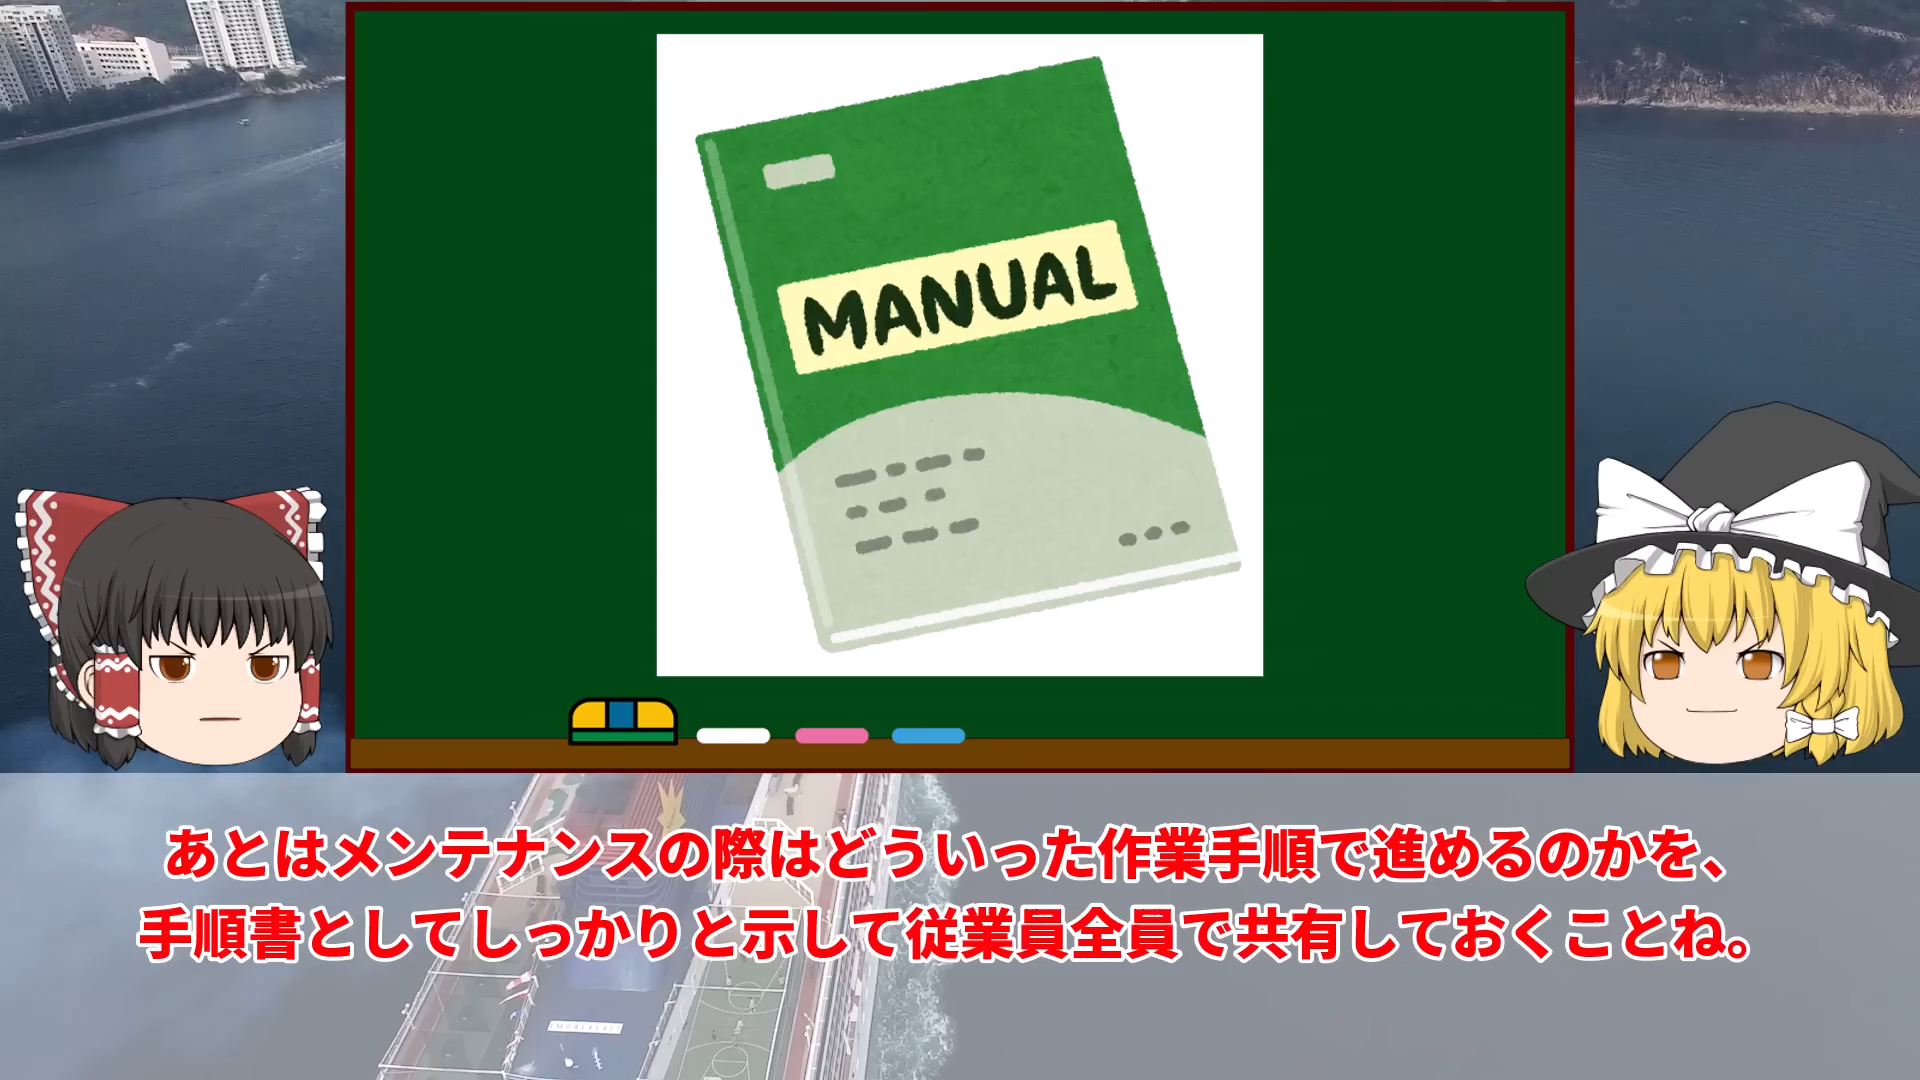 MANUAL
あとはメンテナンスの際はどういった作業手順で進めるのかを、
手順書としてしっかりと示して従業員全員で共有しておくことね。